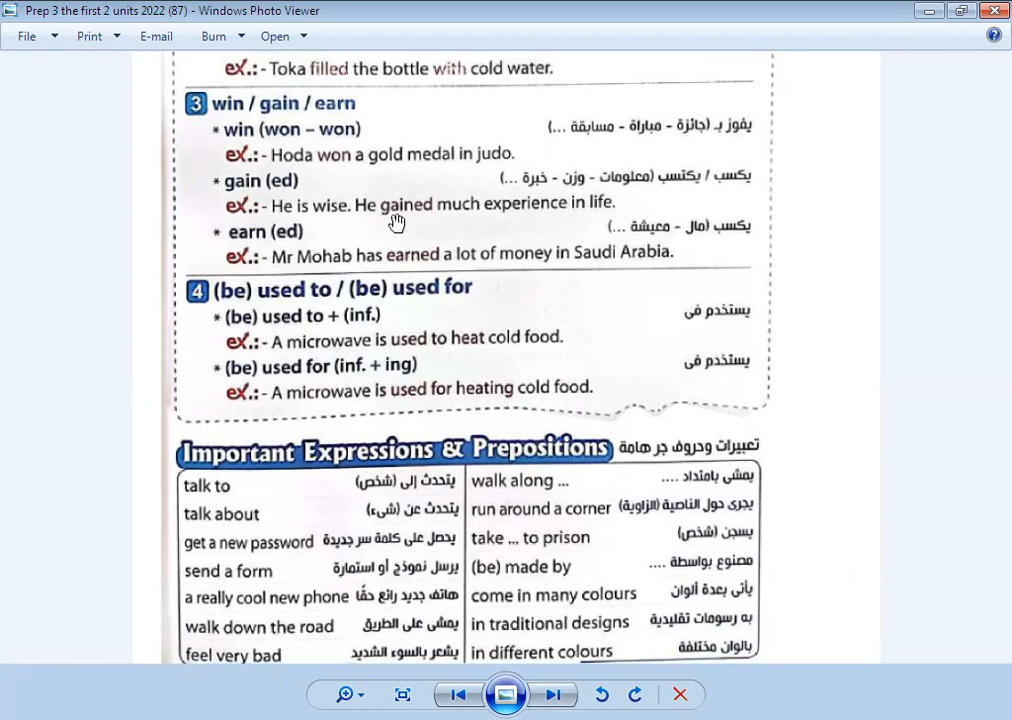 Prep 3 the first 2 units 2022 (87) - Windows Photo Viewer
File Print E-mail Burn Open
ex.: - Toka filled the bottle with cold water.
3 win / gain / earn
* win (won – won) يفوز بـ (جائزة - مباراة - مسابقة ...)
ex.: - Hoda won a gold medal in judo.
* gain (ed) يكسب / يكتسب (معلومات - وزن - خبرة ...)
ex.: - He is wise. He gained much experience in life.
* earn (ed) يكسب (مال - معيشة ...)
ex.: - Mr Mohab has earned a lot of money in Saudi Arabia.
4 (be) used to / (be) used for
* (be) used to + (inf.) يستخدم فى
ex.: - A microwave is used to heat cold food.
* (be) used for (inf. + ing) يستخدم فى
ex.: - A microwave is used for heating cold food.
Important Expressions & Prepositions تعبيرات وحروف جر هامة
talk to يتحدث إلى (شخص) walk along ... يمشى بامتداد ....
talk about يتحدث عن (شىء) run around a corner يجرى حول الناصية (الزاوية)
get a new password يحصل على كلمة سر جديدة take ... to prison يسجن (شخص)
send a form يرسل نموذج أو استمارة (be) made by مصنوع بواسطة ....
a really cool new phone هاتف جديد رائع حقًا come in many colours يأتى بعدة ألوان
walk down the road يمشى على الطريق in traditional designs به رسومات تقليدية
feel very bad يشعر بالسوء الشديد in different colours بالوان مختلفة